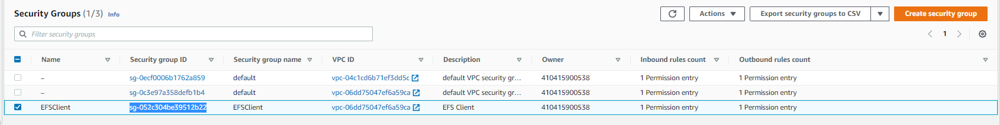 Security Groups (1/3) Info
Actions
Export security groups to CSV
Create security group
Filter security groups
1
Name Security group ID Security group name VPC ID Description Owner Inbound rules count Outbound rules count
– sg-0ecf0006b1762a859 default vpc-04c1cd6b71ef3dd5c default VPC security gr... 410415900538 1 Permission entry 1 Permission entry
– sg-0c3e97a358defb1b4 default vpc-06dd75047ef6a59ca default VPC security gr... 410415900538 1 Permission entry 1 Permission entry
EFSClient sg-052c304be39512b22 EFSClient vpc-06dd75047ef6a59ca EFS Client 410415900538 1 Permission entry 1 Permission entry